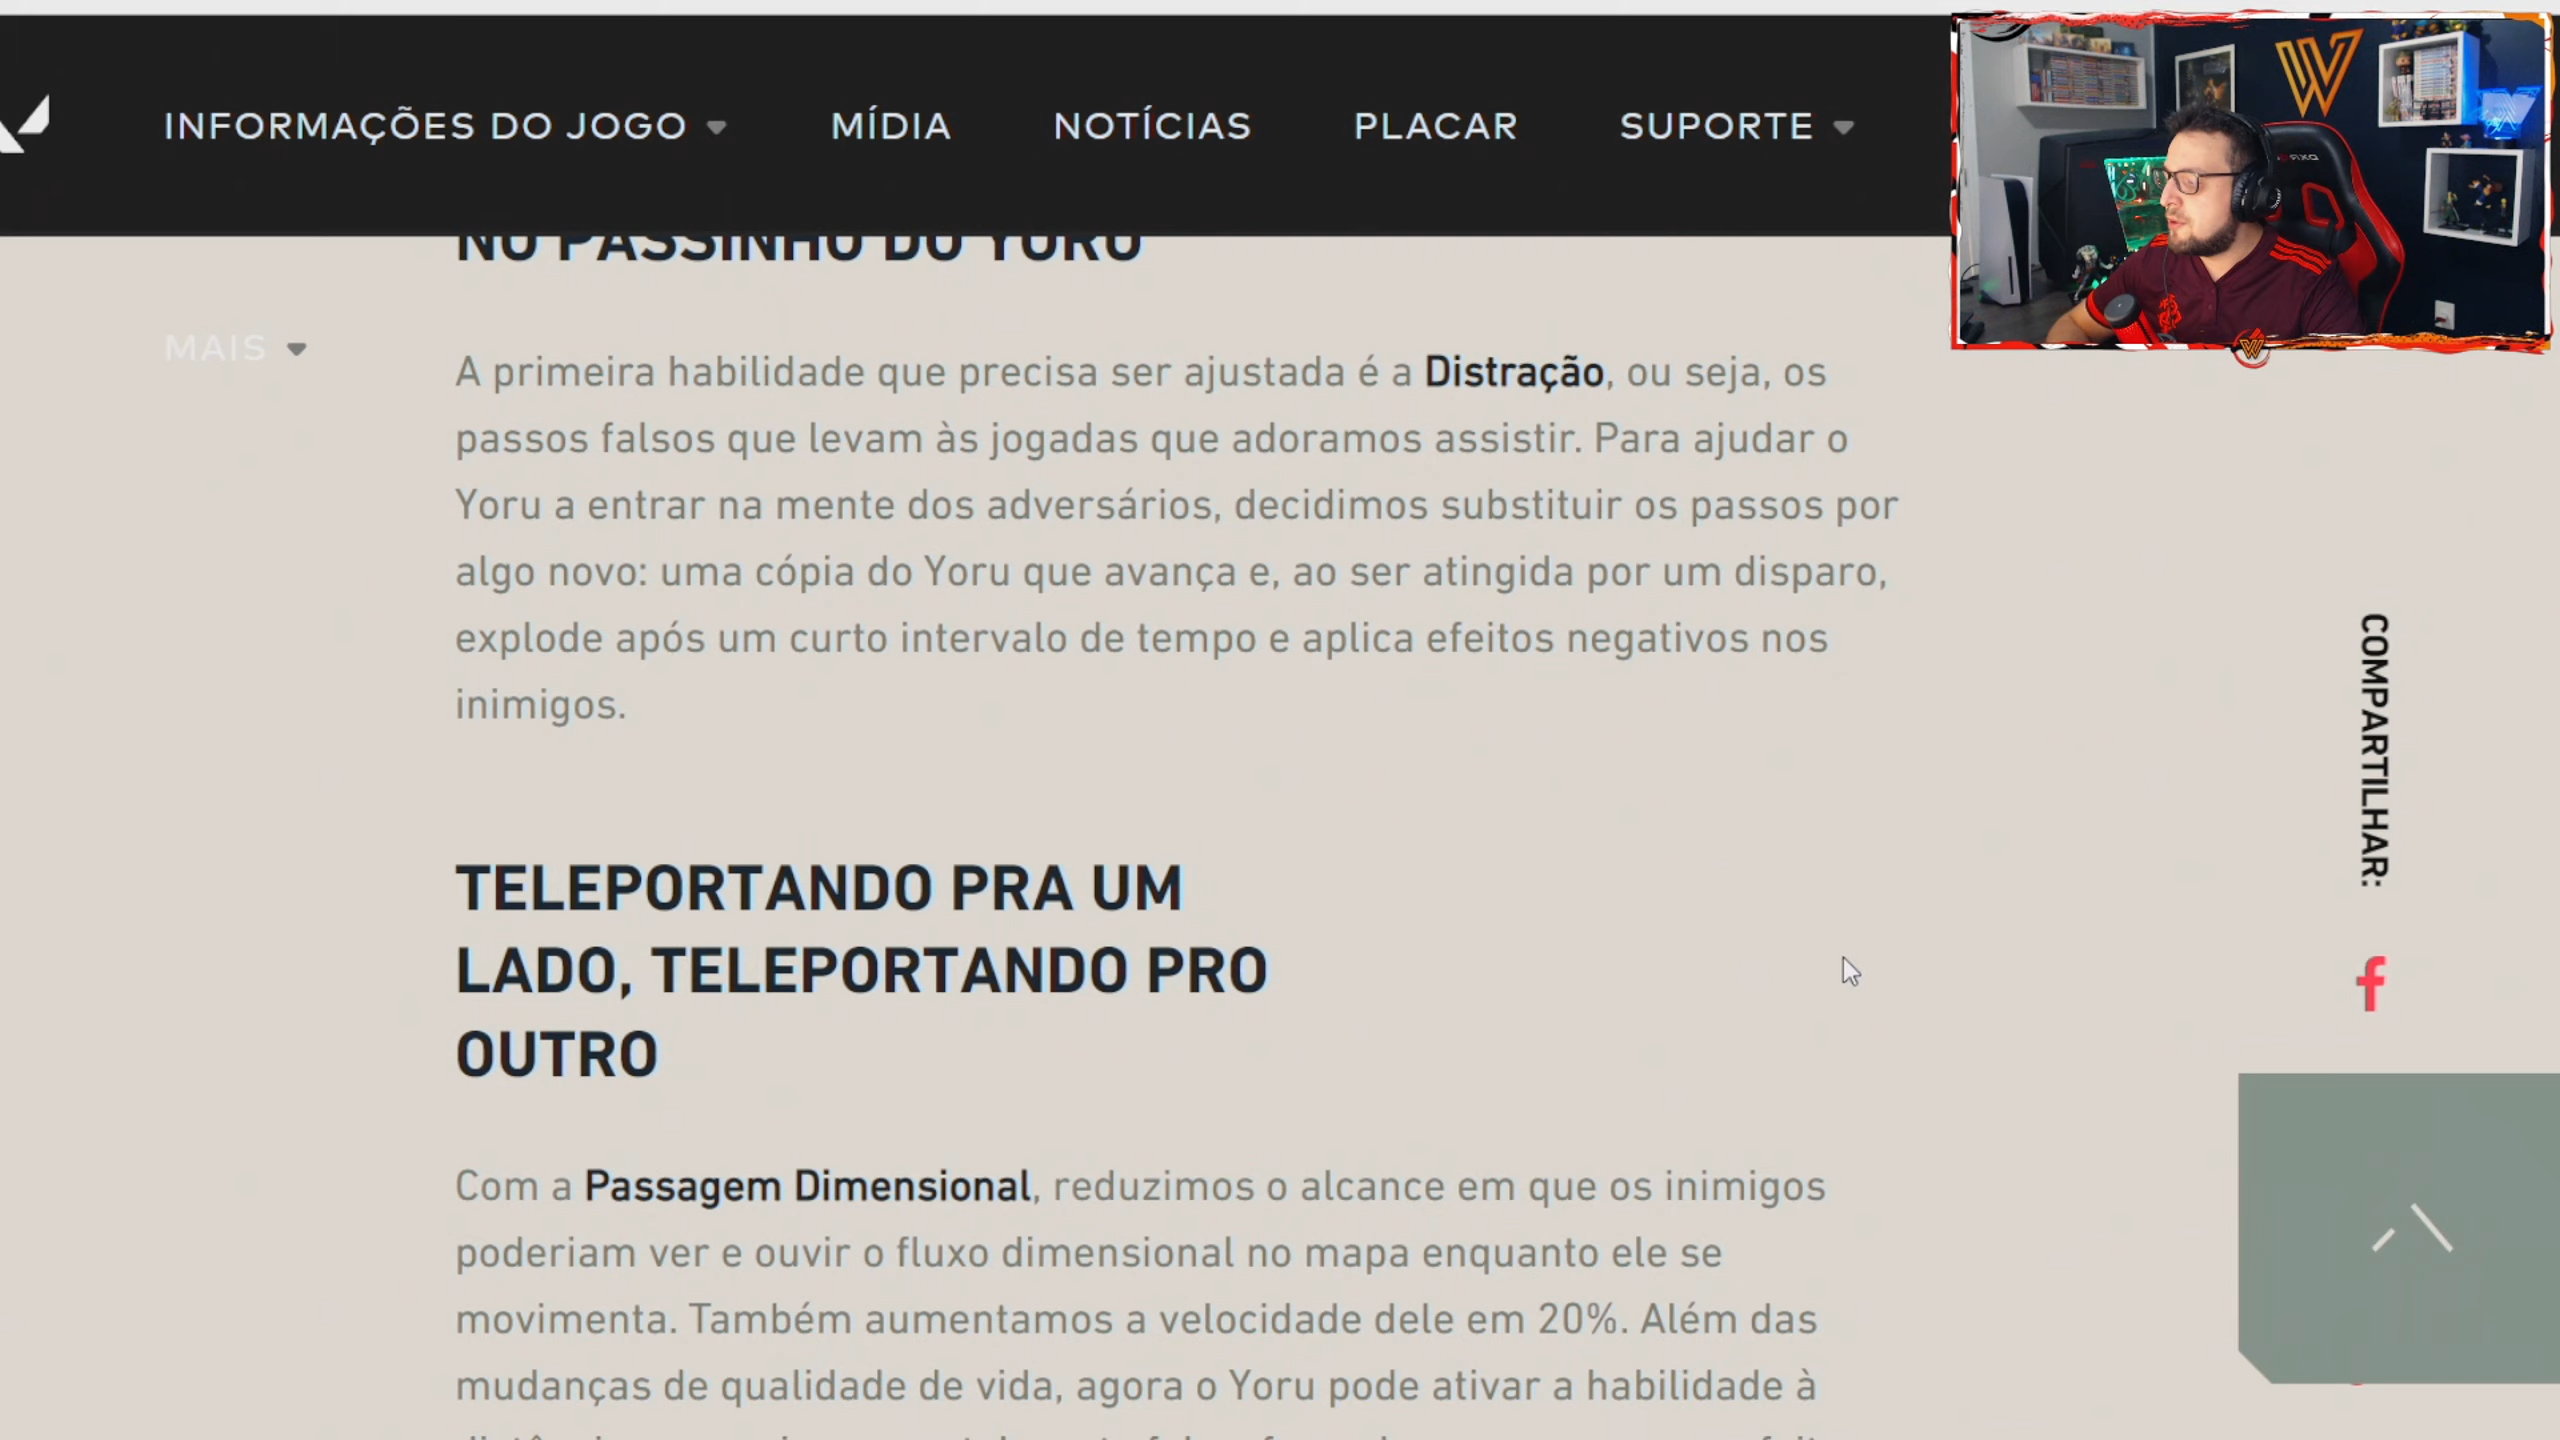 INFORMAÇÕES DO JOGO
MÍDIA
NOTÍCIAS
PLACAR
SUPORTE
MAIS
NO PASSINHO DO YORU
A primeira habilidade que precisa ser ajustada é a Distração, ou seja, os
passos falsos que levam às jogadas que adoramos assistir. Para ajudar o
Yoru a entrar na mente dos adversários, decidimos substituir os passos por
algo novo: uma cópia do Yoru que avança e, ao ser atingida por um disparo,
explode após um curto intervalo de tempo e aplica efeitos negativos nos
inimigos.
TELEPORTANDO PRA UM
LADO, TELEPORTANDO PRO
OUTRO
Com a Passagem Dimensional, reduzimos o alcance em que os inimigos
poderiam ver e ouvir o fluxo dimensional no mapa enquanto ele se
movimenta. Também aumentamos a velocidade dele em 20%. Além das
mudanças de qualidade de vida, agora o Yoru pode ativar a habilidade à
COMPARTILHAR: